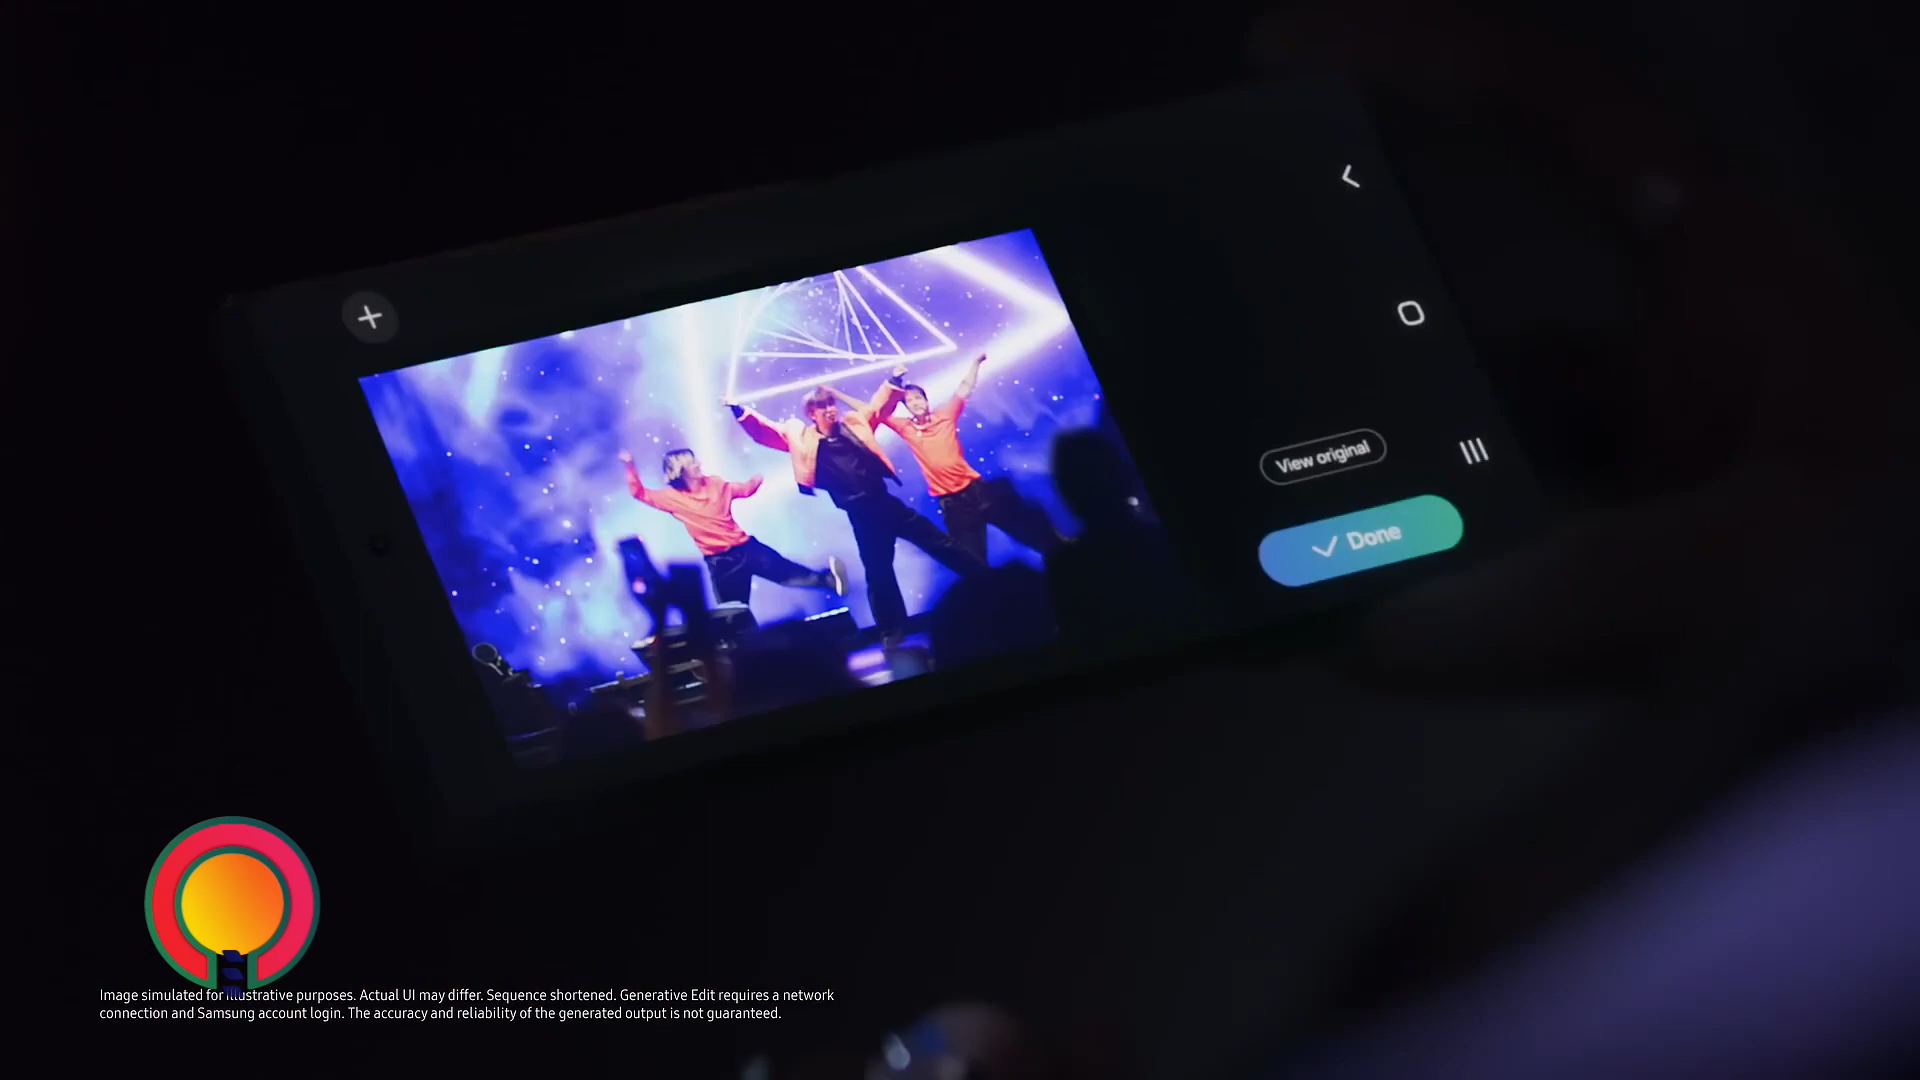 View original
Done
Image simulated for illustrative purposes. Actual UI may differ. Sequence shortened. Generative Edit requires a network
connection and Samsung account login. The accuracy and reliability of the generated output is not guaranteed.